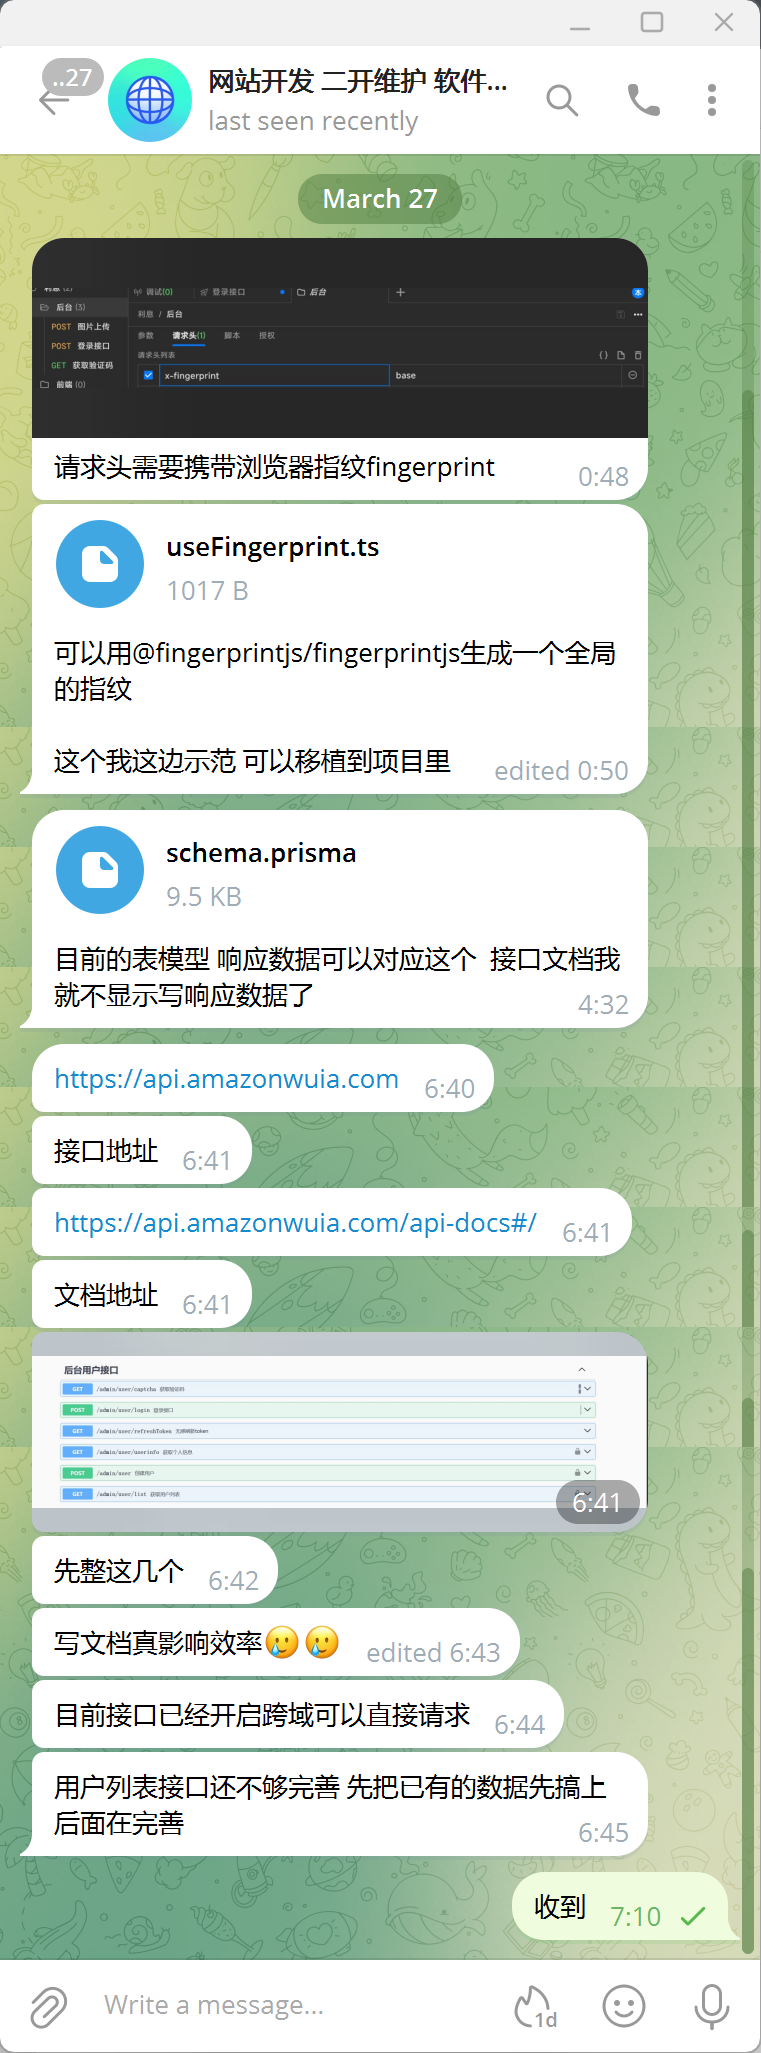 ..27
网站开发 二开维护 软件...
last seen recently
March 27
利息 (2)
调试(0)
登录接口
后台
后台 (3)
利息 / 后台
POST 图片上传
参数 请求头(1) 脚本 授权
POST 登录接口
请求头列表
GET 获取验证码
x-fingerprint
base
前端 (0)
请求头需要携带浏览器指纹fingerprint
0:48
useFingerprint.ts
1017 B
可以用@fingerprintjs/fingerprintjs生成一个全局
的指纹
这个我这边示范 可以移植到项目里
edited 0:50
schema.prisma
9.5 KB
目前的表模型 响应数据可以对应这个 接口文档我
就不显示写响应数据了
4:32
https://api.amazonwuia.com
6:40
接口地址
6:41
https://api.amazonwuia.com/api-docs#/
6:41
文档地址
6:41
后台用户接口
GET /admin/user/captcha 获取验证码
POST /admin/user/login 登录接口
GET /admin/user/refreshToken 无感刷新token
GET /admin/user/userinfo 获取个人信息
POST /admin/user 创建用户
GET /admin/user/list 获取用户列表
6:41
先整这几个
6:42
写文档真影响效率🥲🥲
edited 6:43
目前接口已经开启跨域可以直接请求
6:44
用户列表接口还不够完善 先把已有的数据先搞上
后面在完善
6:45
收到
7:10
Write a message...
1d